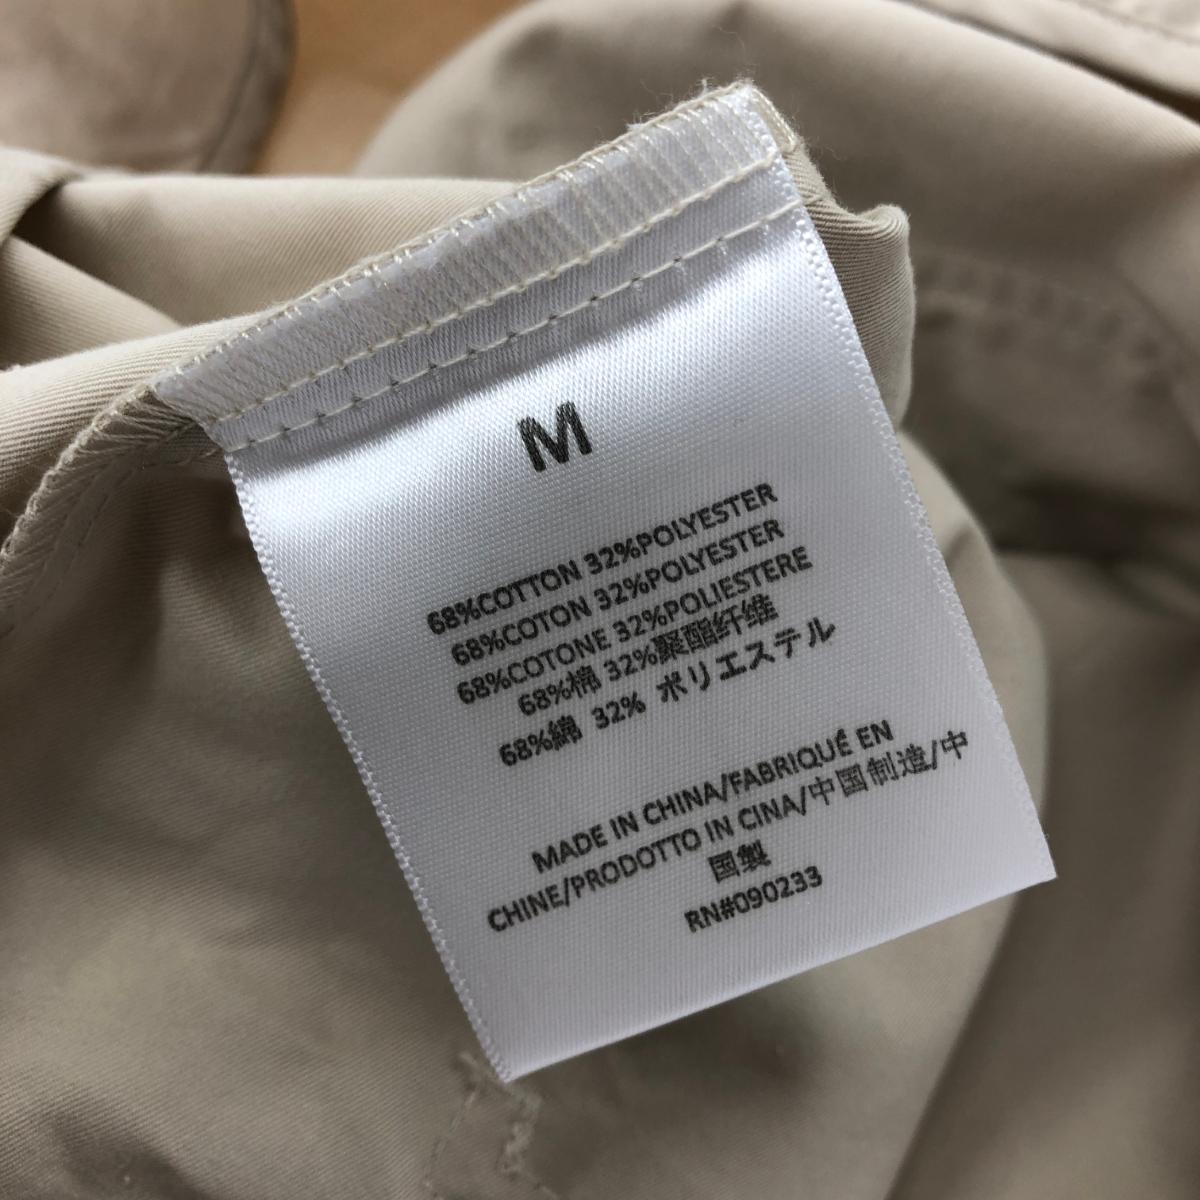 M
68%COTTON 32%POLYESTER
68%COTON 32%POLYESTER
68%COTONE 32%POLIESTERE
68%棉 32%聚酯纤维
68%綿 32% ポリエステル
MADE IN CHINA/FABRIQUÉ EN
CHINE/PRODOTTO IN CINA/中国制造/中
国製
RN#090233